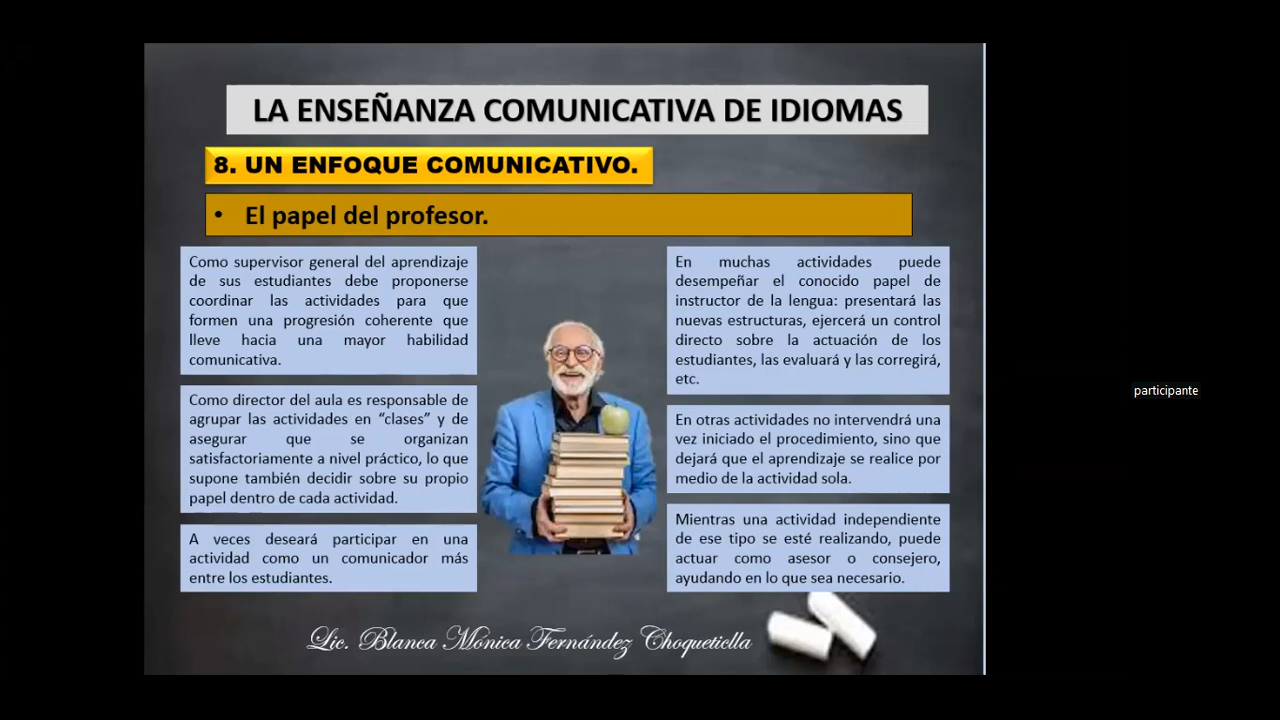 LA ENSEÑANZA COMUNICATIVA DE IDIOMAS
8. UN ENFOQUE COMUNICATIVO.
• El papel del profesor.
Como supervisor general del aprendizaje
de sus estudiantes debe proponerse
coordinar las actividades para que
formen una progresión coherente que
lleve hacia una mayor habilidad
comunicativa.
Como director del aula es responsable de
agrupar las actividades en “clases” y de
asegurar que se organizan
satisfactoriamente a nivel práctico, lo que
supone también decidir sobre su propio
papel dentro de cada actividad.
A veces deseará participar en una
actividad como un comunicador más
entre los estudiantes.
En muchas actividades puede
desempeñar el conocido papel de
instructor de la lengua: presentará las
nuevas estructuras, ejercerá un control
directo sobre la actuación de los
estudiantes, las evaluará y las corregirá,
etc.
En otras actividades no intervendrá una
vez iniciado el procedimiento, sino que
dejará que el aprendizaje se realice por
medio de la actividad sola.
Mientras una actividad independiente
de ese tipo se esté realizando, puede
actuar como asesor o consejero,
ayudando en lo que sea necesario.
Lic. Blanca Mónica Fernández Choqueticlla
participante